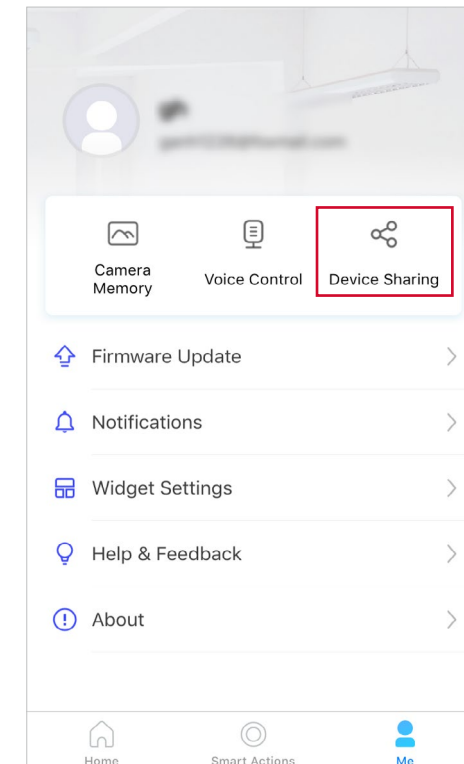 Camera
Memory
Voice Control
Device Sharing
Firmware Update
Notifications
Widget Settings
Help & Feedback
About
Home
Smart Actions
Me